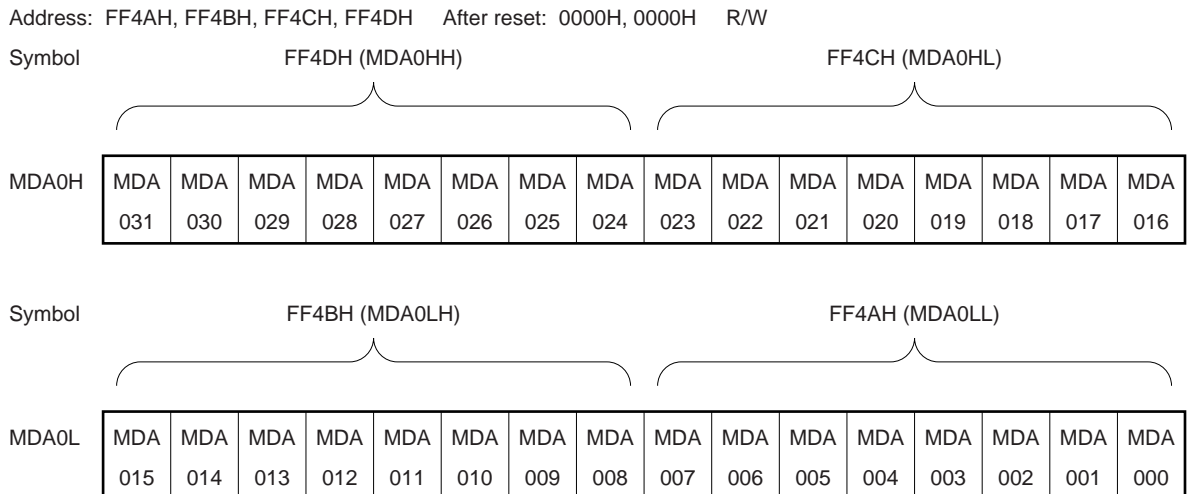 Address: FF4AH, FF4BH, FF4CH, FF4DH After reset: 0000H, 0000H R/W
Symbol FF4DH (MDA0HH) FF4CH (MDA0HL)
MDA0H MDA MDA MDA MDA MDA MDA MDA MDA MDA MDA MDA MDA MDA MDA MDA MDA
031 030 029 028 027 026 025 024 023 022 021 020 019 018 017 016
Symbol FF4BH (MDA0LH) FF4AH (MDA0LL)
MDA0L MDA MDA MDA MDA MDA MDA MDA MDA MDA MDA MDA MDA MDA MDA MDA MDA
015 014 013 012 011 010 009 008 007 006 005 004 003 002 001 000